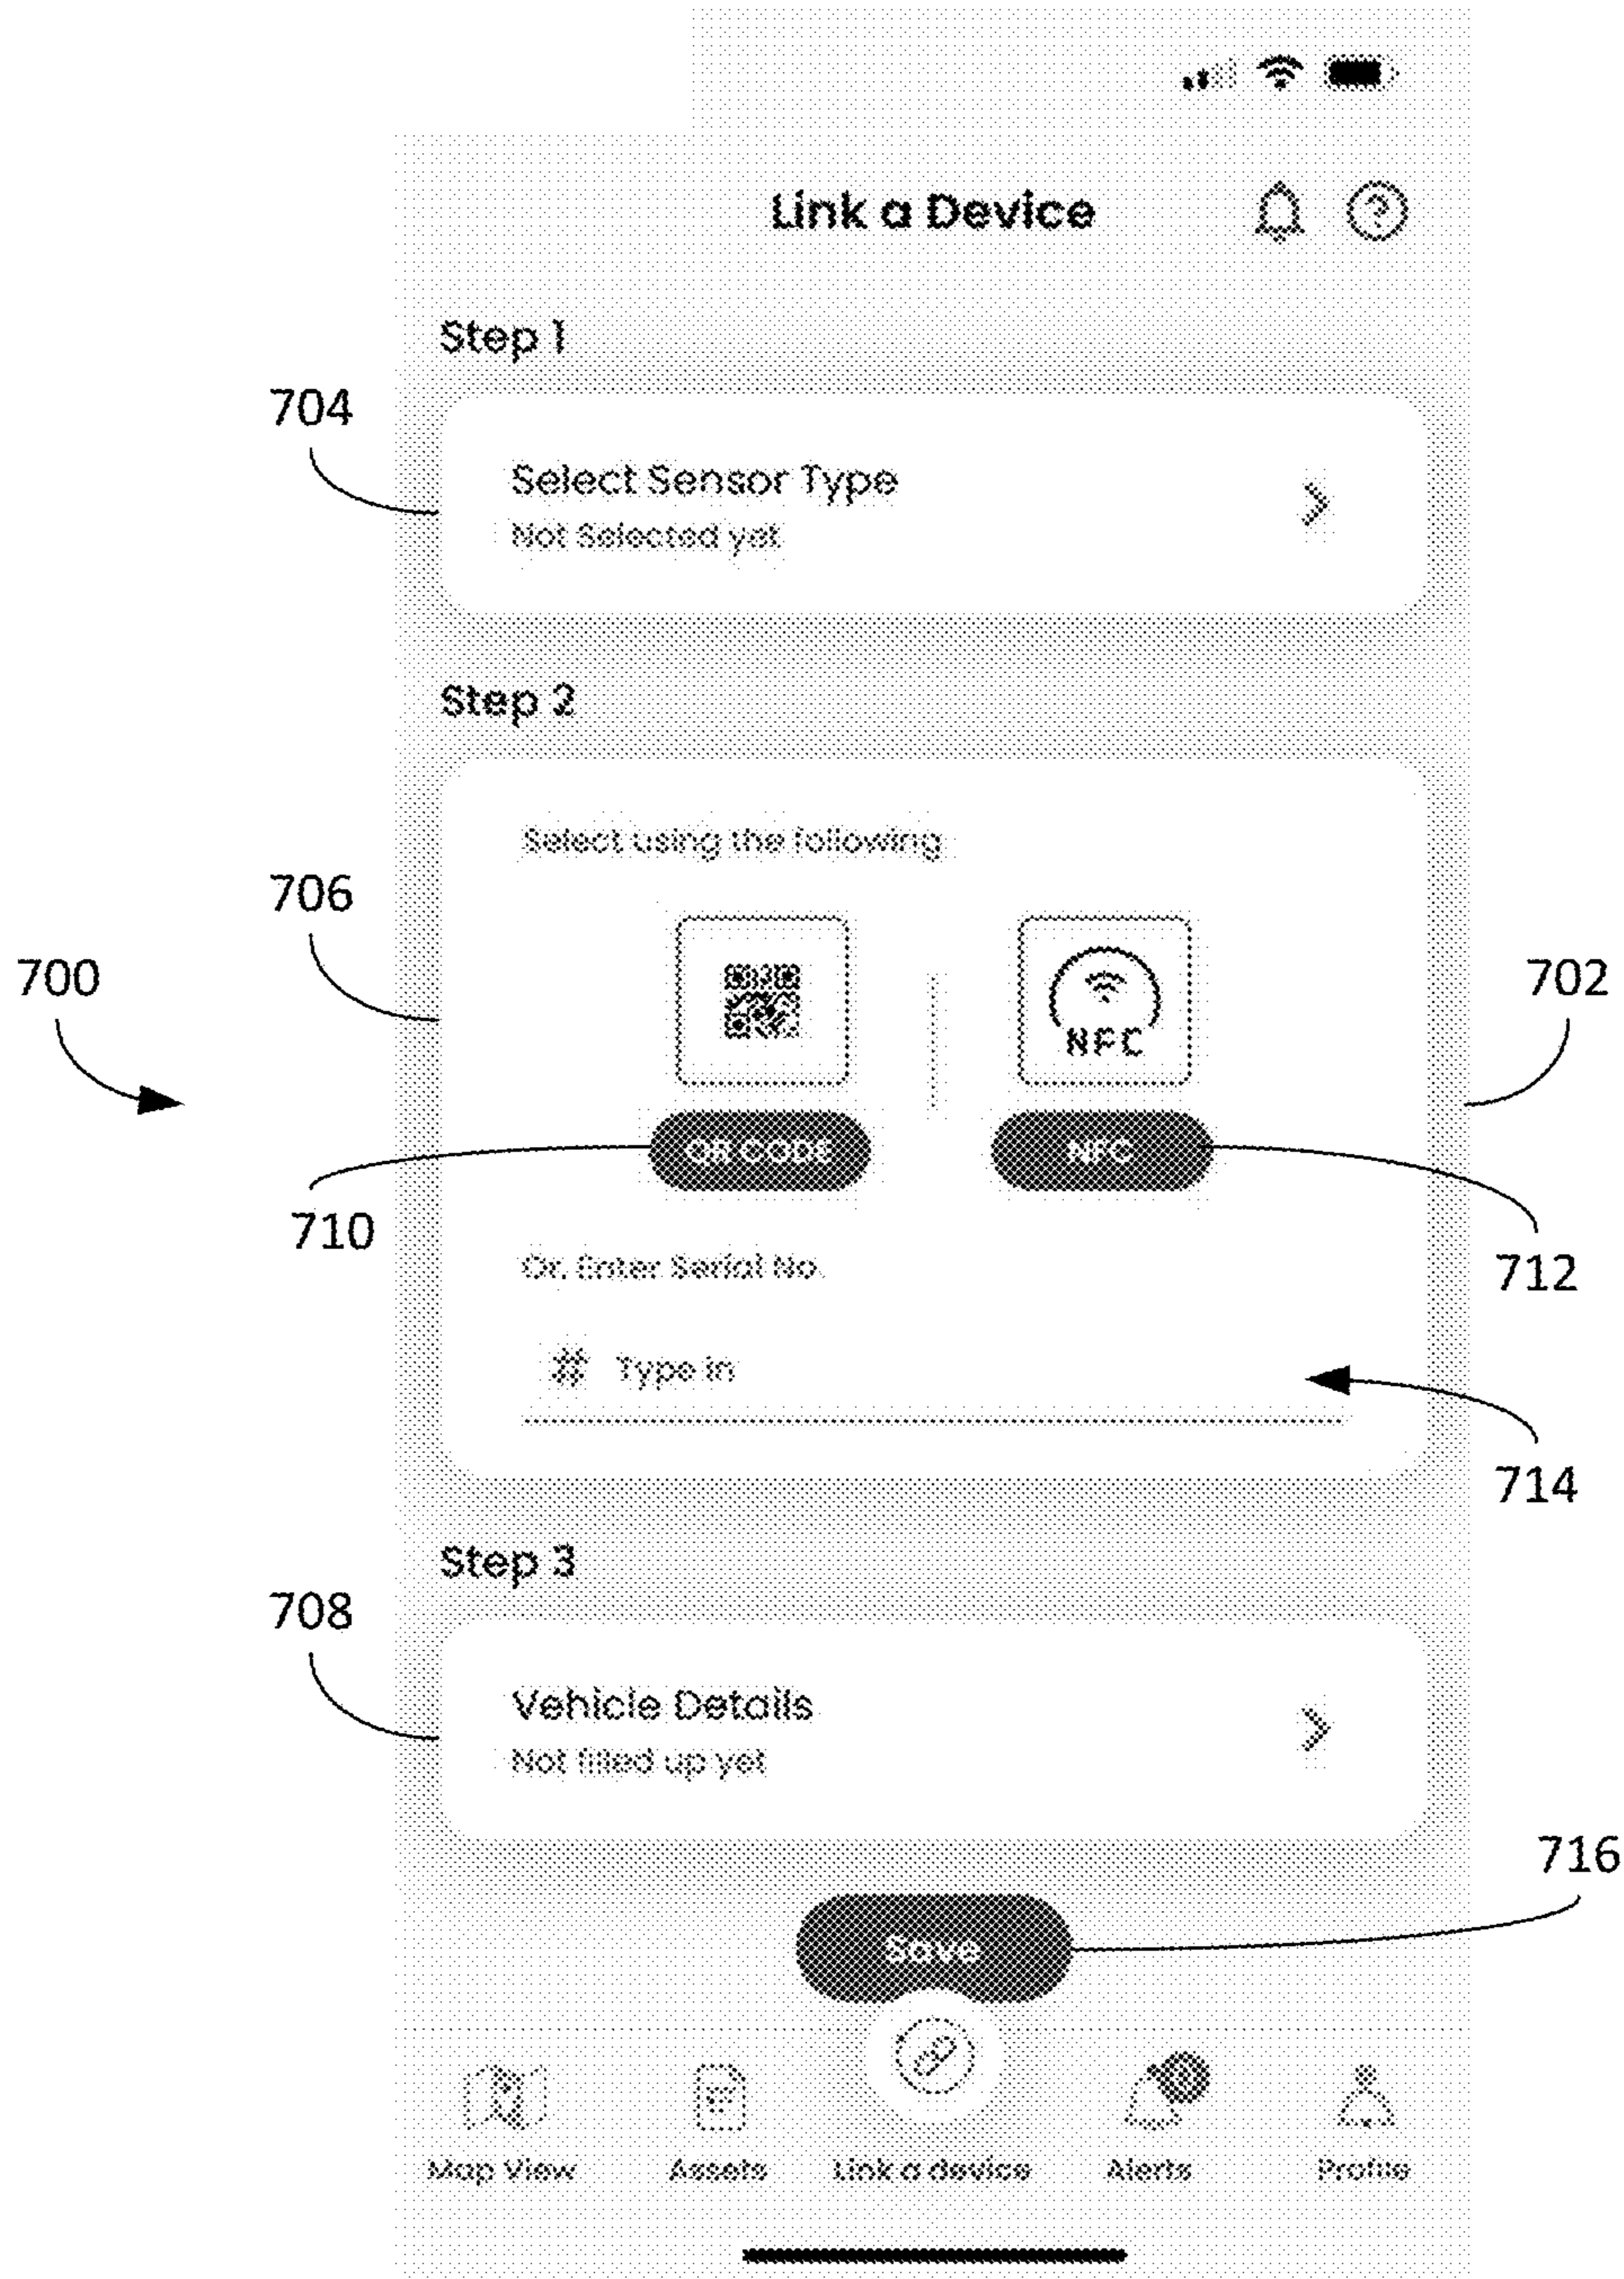 Link a Device
Step 1
704
Select Sensor Type
Not Selected yet
Step 2
Select using the following
706
700
702
NFC
QR CODE
NFC
710
712
Or, Enter Serial No.
# Type in
714
Step 3
708
Vehicle Details
Not filled up yet
716
Save
Map View
Assets
Link a device
Alerts
Profile